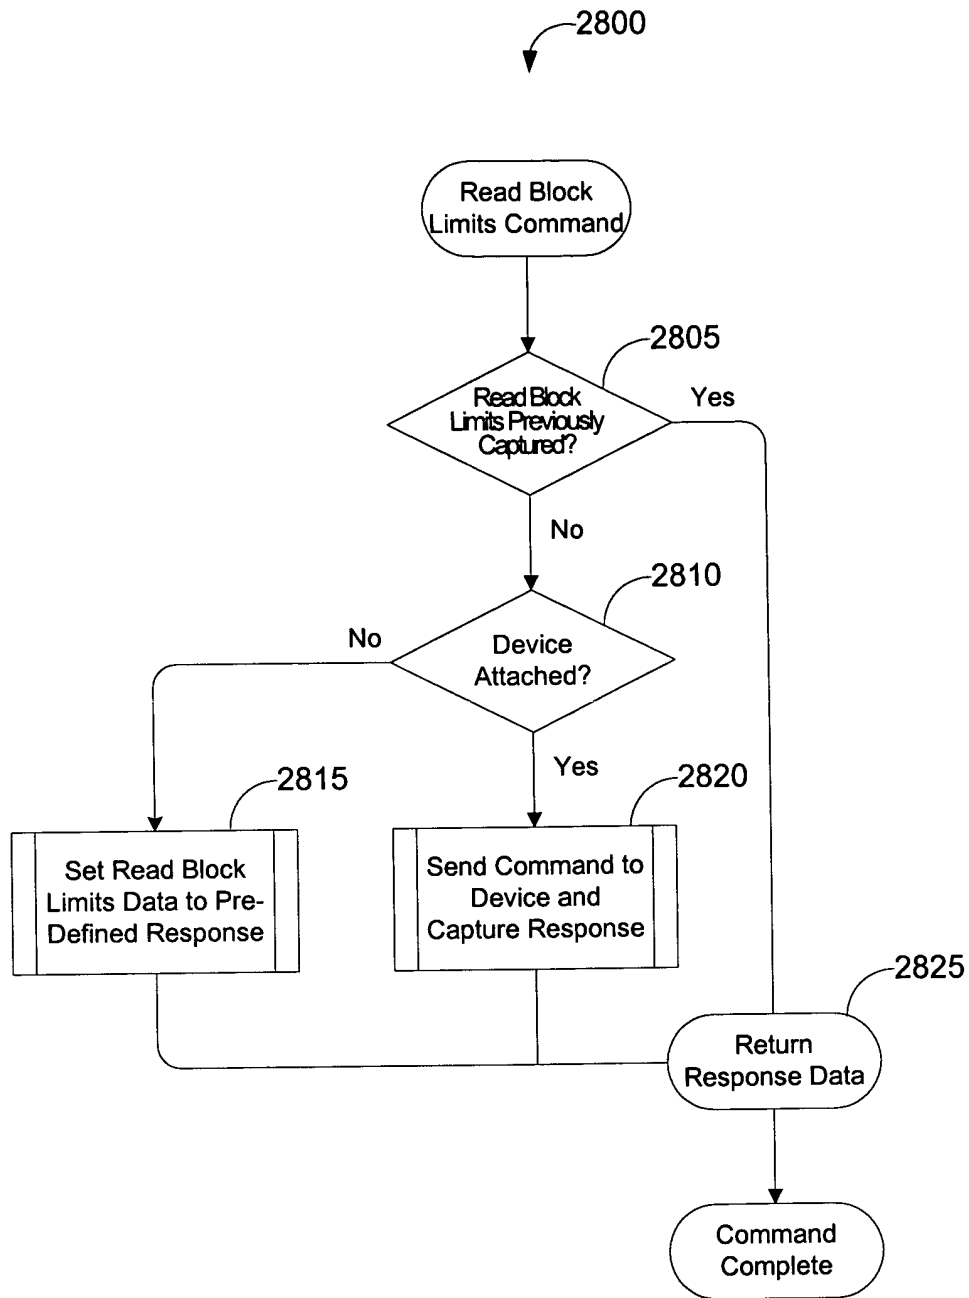 2800
Read Block
Limits Command
2805
Read Block
Limits Previously
Captured?
Yes
No
2810
Device
Attached?
No
Yes
2815
Set Read Block
Limits Data to Pre-
Defined Response
2820
Send Command to
Device and
Capture Response
2825
Return
Response Data
Command
Complete